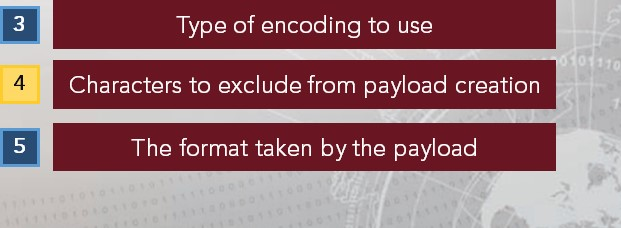 3 Type of encoding to use
4 Characters to exclude from payload creation
5 The format taken by the payload